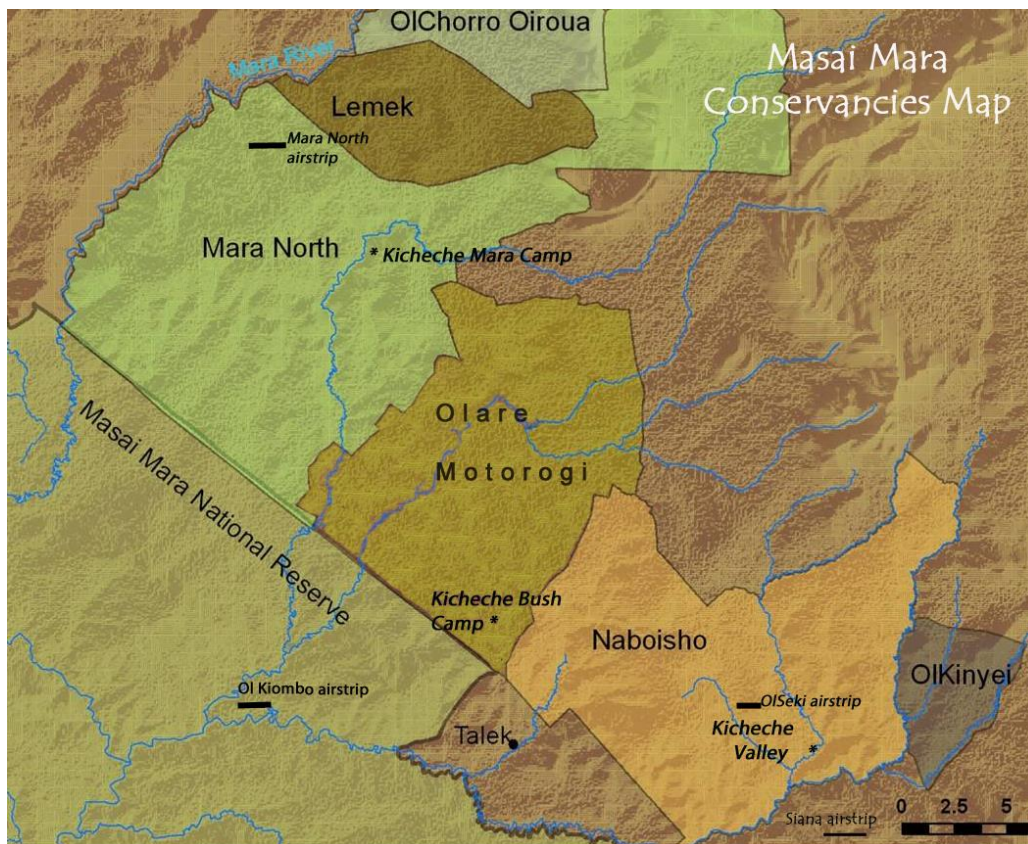 OlChorro Oiroua
Masai Mara
Conservancies Map
Mara River
Lemek
Mara North
airstrip
Mara North
* Kicheche Mara Camp
Olare
Motorogi
Masai Mara National Reserve
Kicheche Bush
Camp *
Naboisho
OlKinyei
Ol Kiombo airstrip
OlSeki airstrip
Kicheche
Valley *
Talek
0 2.5 5
Siana airstrip